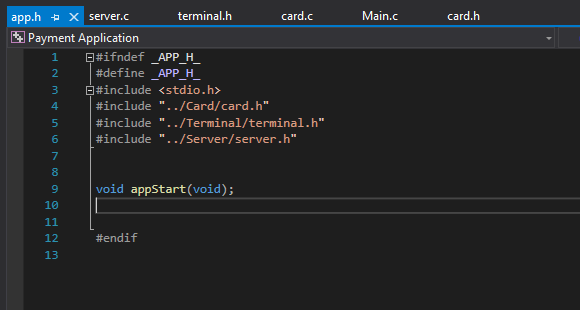 app.h server.c terminal.h card.c Main.c card.h
Payment Application
1 #ifndef _APP_H_
2 #define _APP_H_
3 #include <stdio.h>
4 #include "../Card/card.h"
5 #include "../Terminal/terminal.h"
6 #include "../Server/server.h"
7
8
9 void appStart(void);
10
11
12 #endif
13